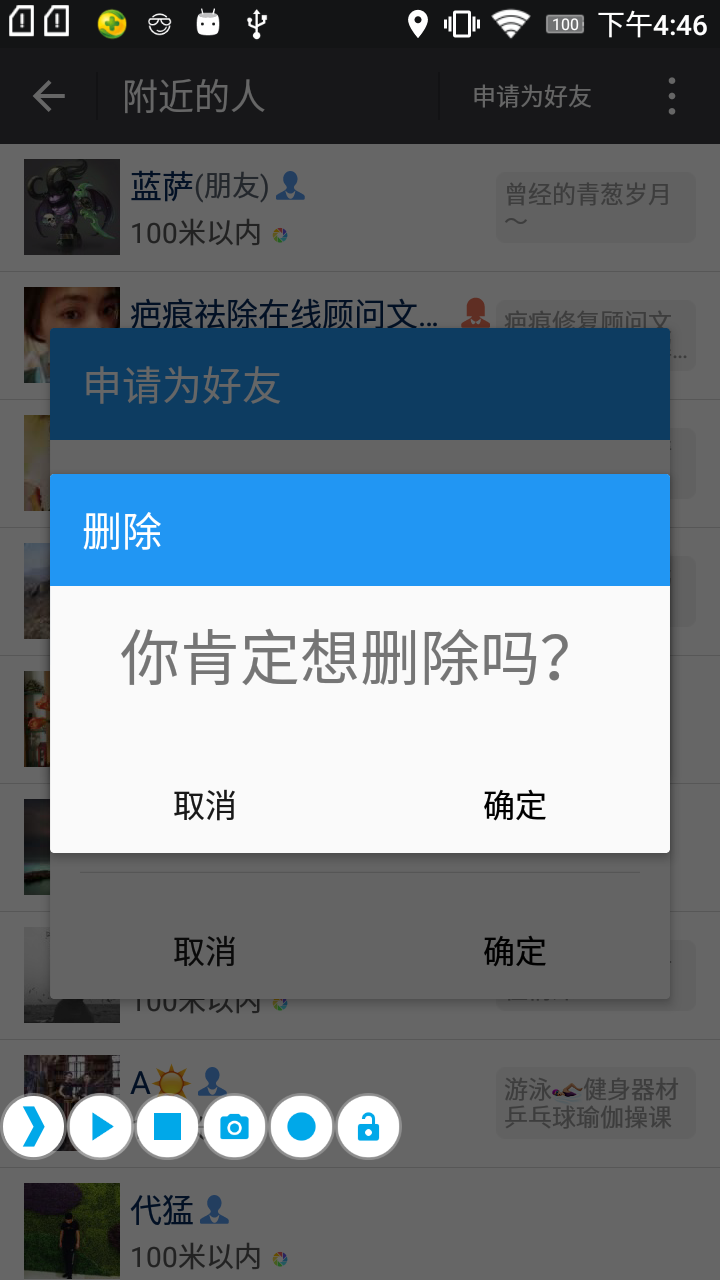 100 下午4:46
附近的人 申请为好友
蓝萨(朋友) 曾经的青葱岁月
100米以内 ～
疤痕祛除在线顾问文... 疤痕修复顾问文
...
申请为好友
删除
你肯定想删除吗?
取消 确定
取消 确定
100米以内
A 游泳 健身器材
乒乓球瑜伽操课
代猛
100米以内